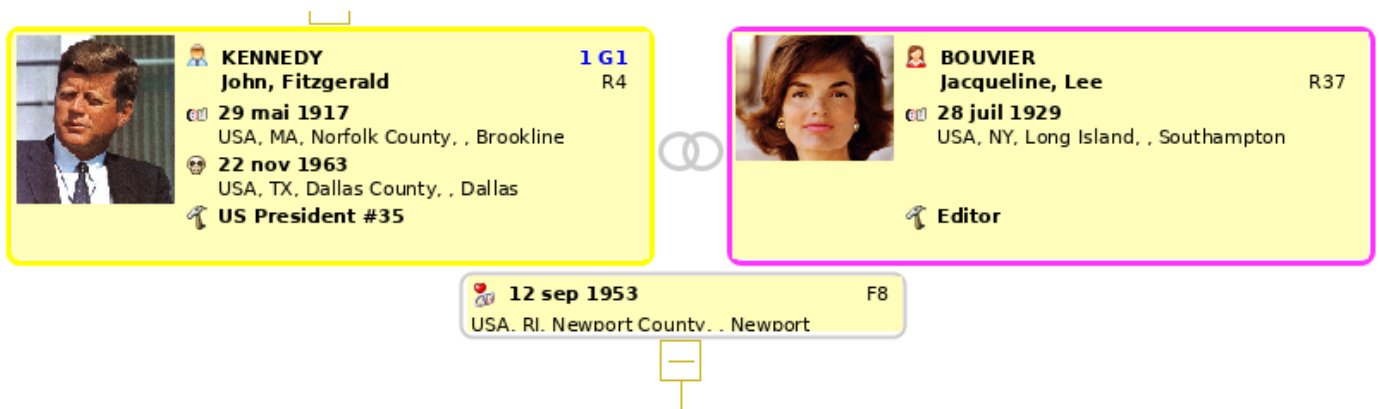 KENNEDY 1 G1
John, Fitzgerald R4
29 mai 1917
USA, MA, Norfolk County, , Brookline
22 nov 1963
USA, TX, Dallas County, , Dallas
US President #35
BOUVIER
Jacqueline, Lee R37
28 juil 1929
USA, NY, Long Island, , Southampton
Editor
12 sep 1953 F8
USA, RI, Newport County, , Newport